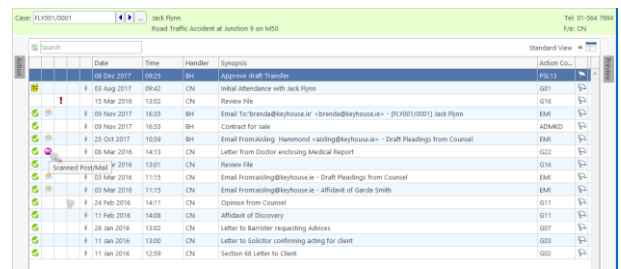 Case: FLY001/0001 ... Jack Flynn Tel: 01-564 7894
Road Traffic Accident at Junction 9 on M50 F/e: CN
Search Standard View
Action Preview
Date Time Handler Synopsis Action Co...
08 Dec 2017 09:25 BH Approve draft Transfer PSL13
03 Aug 2017 09:42 CN Initial Attendance with Jack Flynn G01
15 Mar 2016 13:02 CN Review File G16
09 Nov 2017 16:35 BH Email To:'brenda@keyhouse.ie' <brenda@keyhouse.ie> - [FLY001/0001] Jack Flynn EMI
09 Nov 2017 16:33 BH Contract for sale ADMKD
25 Oct 2017 10:59 BH Email From:Aisling Hammond <aisling@keyhouse.ie> - Draft Pleadings from Counsel EMI
08 Mar 2016 14:13 CN Letter from Doctor enclosing Medical Report G22
Scanned Post/Mail 2016 13:01 CN Review File G16
03 Mar 2016 11:15 CN Email From:aisling@keyhouse.ie - Draft Pleadings from Counsel EMI
03 Mar 2016 11:15 CN Email From:aisling@keyhouse.ie - Affidavit of Garda Smith EMI
24 Feb 2016 14:11 CN Opinion from Counsel G11
11 Feb 2016 14:08 CN Affidavit of Discovery G11
26 Jan 2016 13:02 CN Letter to Barrister requesting Advices G07
11 Jan 2016 13:00 CN Letter to Solicitor confirming acting for client G03
11 Jan 2016 12:59 CN Section 68 Letter to Client G02